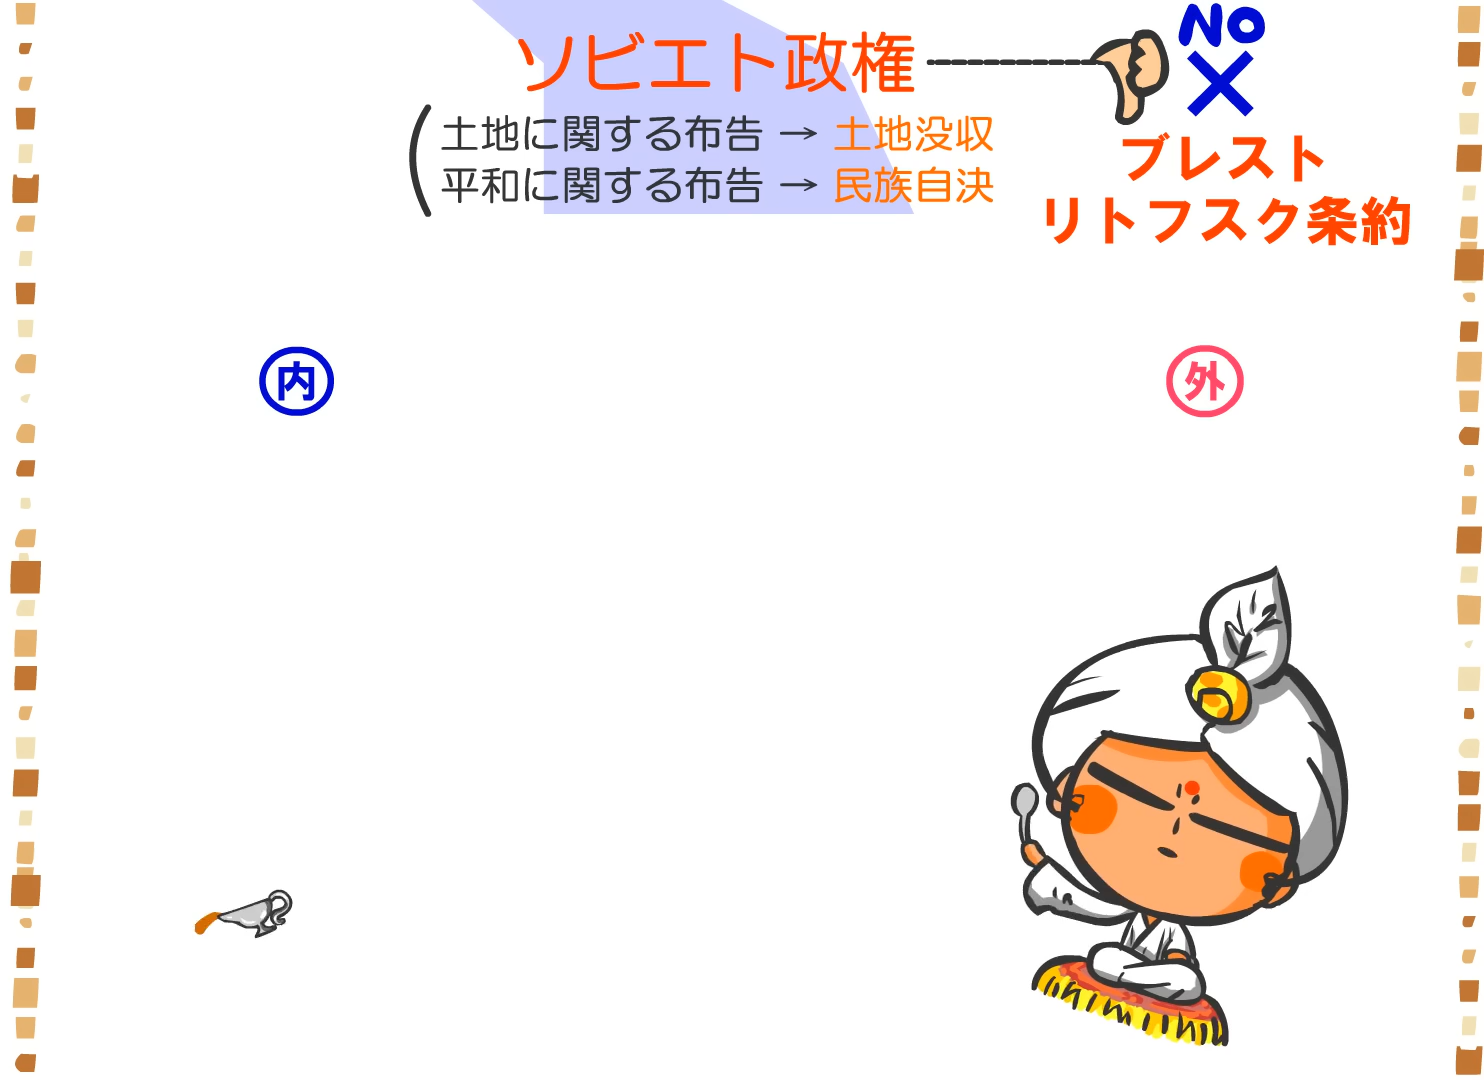 NO
ソビエト政権
×
土地に関する布告 → 土地没収
平和に関する布告 → 民族自決
ブレスト
リトフスク条約
内
外